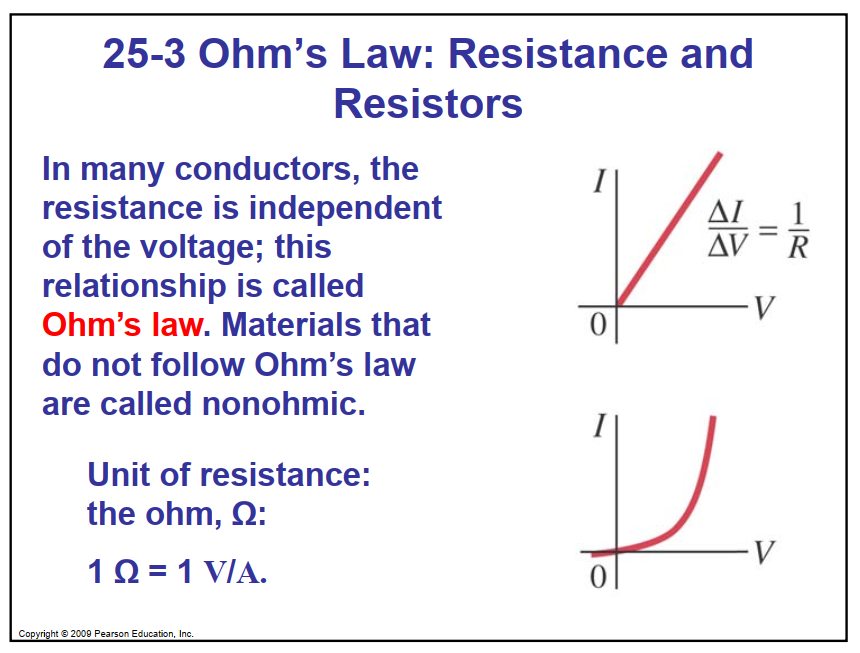 25-3 Ohm's Law: Resistance and
Resistors
In many conductors, the
resistance is independent
of the voltage; this
relationship is called
Ohm's law. Materials that
do not follow Ohm's law
are called nonohmic.
Unit of resistance:
the ohm, Ω:
1 Ω = 1 V/A.
I
ΔI/ΔV = 1/R
V
0
I
V
0
Copyright © 2009 Pearson Education, Inc.